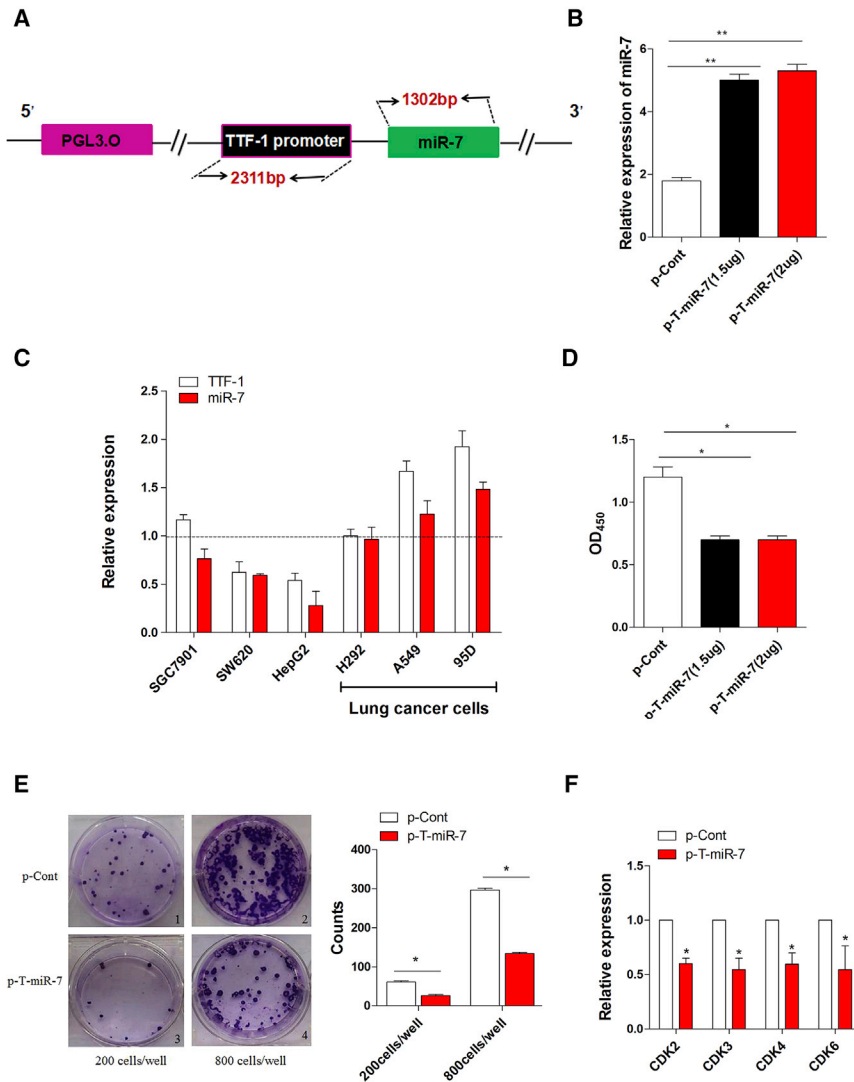 A
5'
PGL3.O
TTF-1 promoter
miR-7
3'
1302bp
2311bp
B
Relative expression of miR-7
6
4
2
0
**
**
p-Cont
p-T-miR-7(1.5ug)
p-T-miR-7(2ug)
C
TTF-1
miR-7
Relative expression
2.5
2.0
1.5
1.0
0.5
0.0
SGC7901
SW620
HepG2
H292
A549
95D
Lung cancer cells
D
OD450
1.5
1.0
0.5
0.0
*
*
p-Cont
p-T-miR-7(1.5ug)
p-T-miR-7(2ug)
E
p-Cont
p-T-miR-7
1
2
3
4
200 cells/well
800 cells/well
p-Cont
p-T-miR-7
Counts
400
300
200
100
0
*
*
200cells/well
800cells/well
F
p-Cont
p-T-miR-7
Relative expression
1.5
1.0
0.5
0.0
*
*
*
*
CDK2
CDK3
CDK4
CDK6